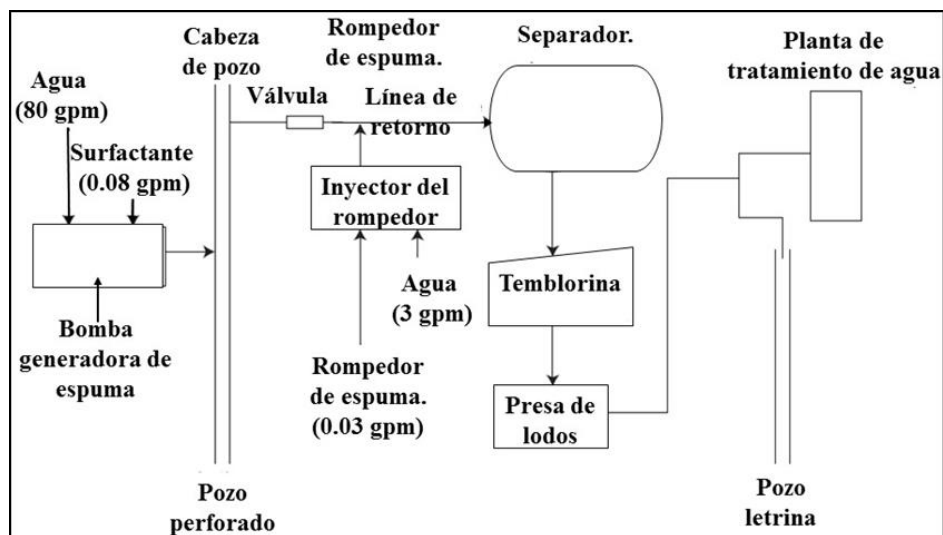 Cabeza
de pozo
Rompedor
de espuma.
Separador.
Planta de
tratamiento de agua
Agua
(80 gpm)
Válvula
Línea de
retorno
Surfactante
(0.08 gpm)
Inyector del
rompedor
Agua
(3 gpm)
Temblorina
Bomba
generadora de
espuma
Rompedor
de espuma.
(0.03 gpm)
Presa de
lodos
Pozo
perforado
Pozo
letrina